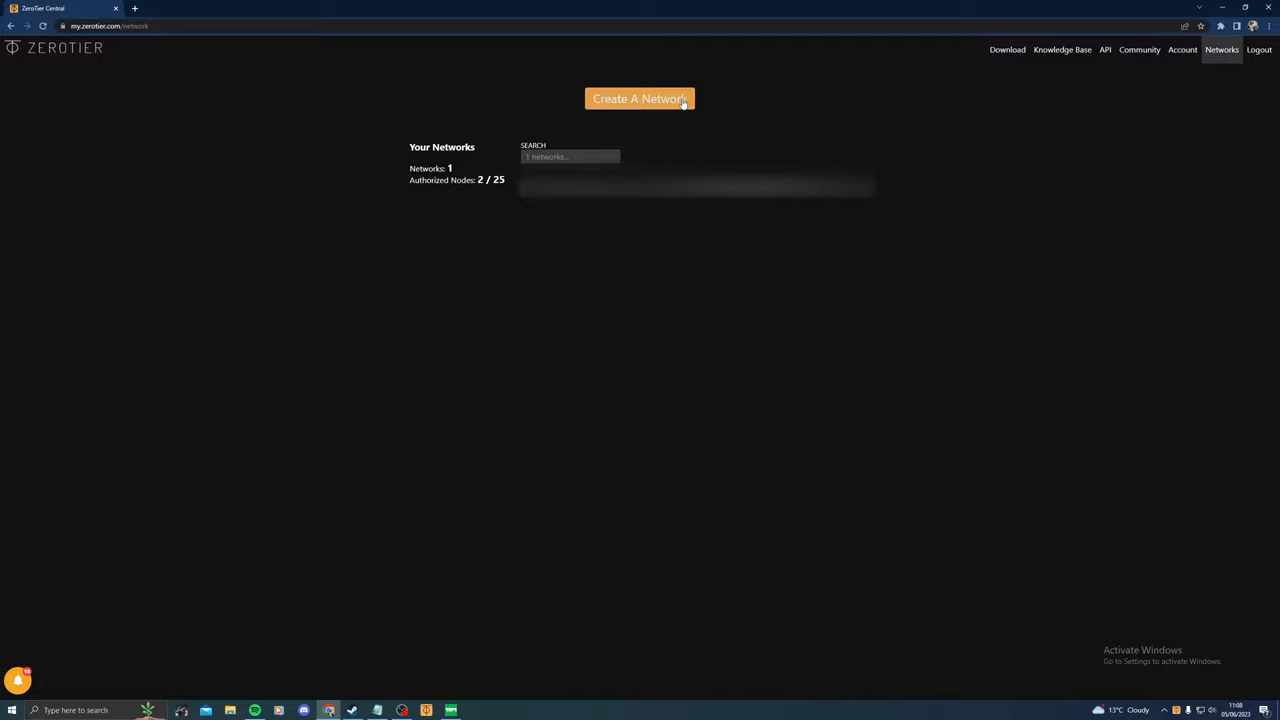 ZeroTier Central
my.zerotier.com/network
ZEROTIER
Download
Knowledge Base
API
Community
Account
Networks
Logout
Create A Network
Your Networks
SEARCH
1 networks...
Networks: 1
Authorized Nodes: 2 / 25
Activate Windows
Go to Settings to activate Windows.
Type here to search
13°C Cloudy
11:08
05/06/2023